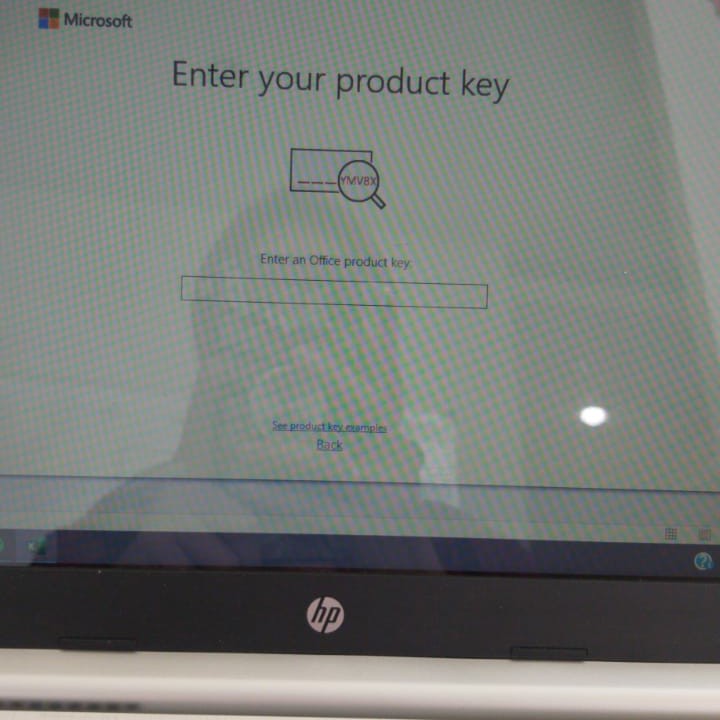 Microsoft
Enter your product key
YMV8X
Enter an Office product key:
See product key examples
Back
hp